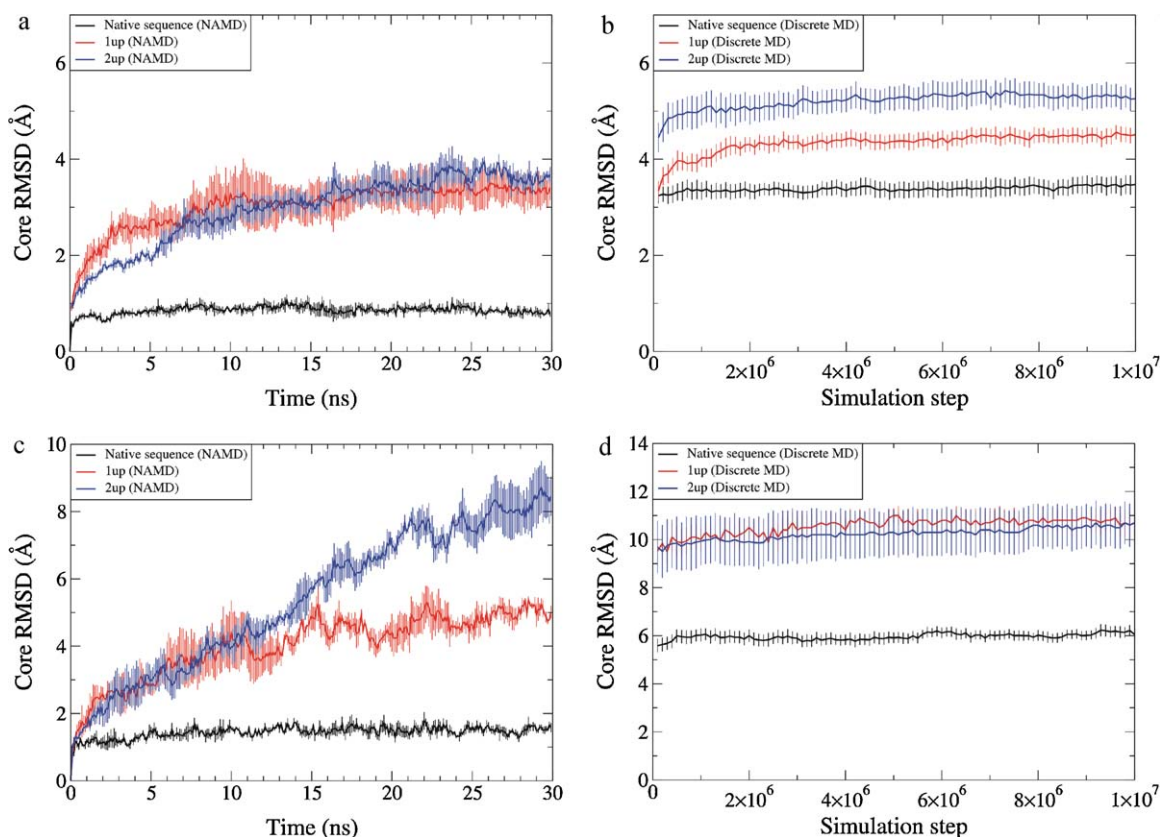 a
Native sequence (NAMD)
1up (NAMD)
2up (NAMD)
Core RMSD (Å)
6
4
2
0
0 5 10 15 20 25 30
Time (ns)
b
Native sequence (Discrete MD)
1up (Discrete MD)
2up (Discrete MD)
Core RMSD (Å)
6
4
2
0
0 2×10⁶ 4×10⁶ 6×10⁶ 8×10⁶ 1×10⁷
Simulation step
c
Native sequence (NAMD)
1up (NAMD)
2up (NAMD)
Core RMSD (Å)
10
8
6
4
2
0
0 5 10 15 20 25 30
Time (ns)
d
Native sequence (Discrete MD)
1up (Discrete MD)
2up (Discrete MD)
Core RMSD (Å)
14
12
10
8
6
4
2
0
0 2×10⁶ 4×10⁶ 6×10⁶ 8×10⁶ 1×10⁷
Simulation step